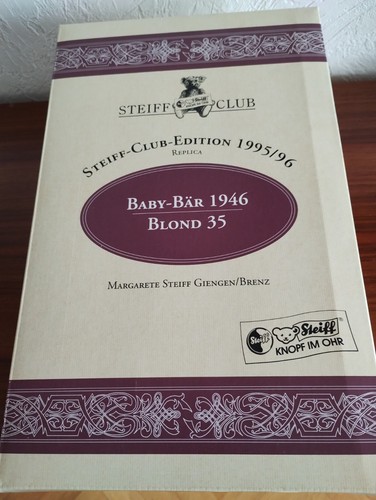 STEIFF CLUB
STEIFF-CLUB-EDITION 1995/96
REPLICA
BABY-BÄR 1946
BLOND 35
MARGARETE STEIFF GIENGEN/BRENZ
Steiff Steiff®
KNOPF IM OHR